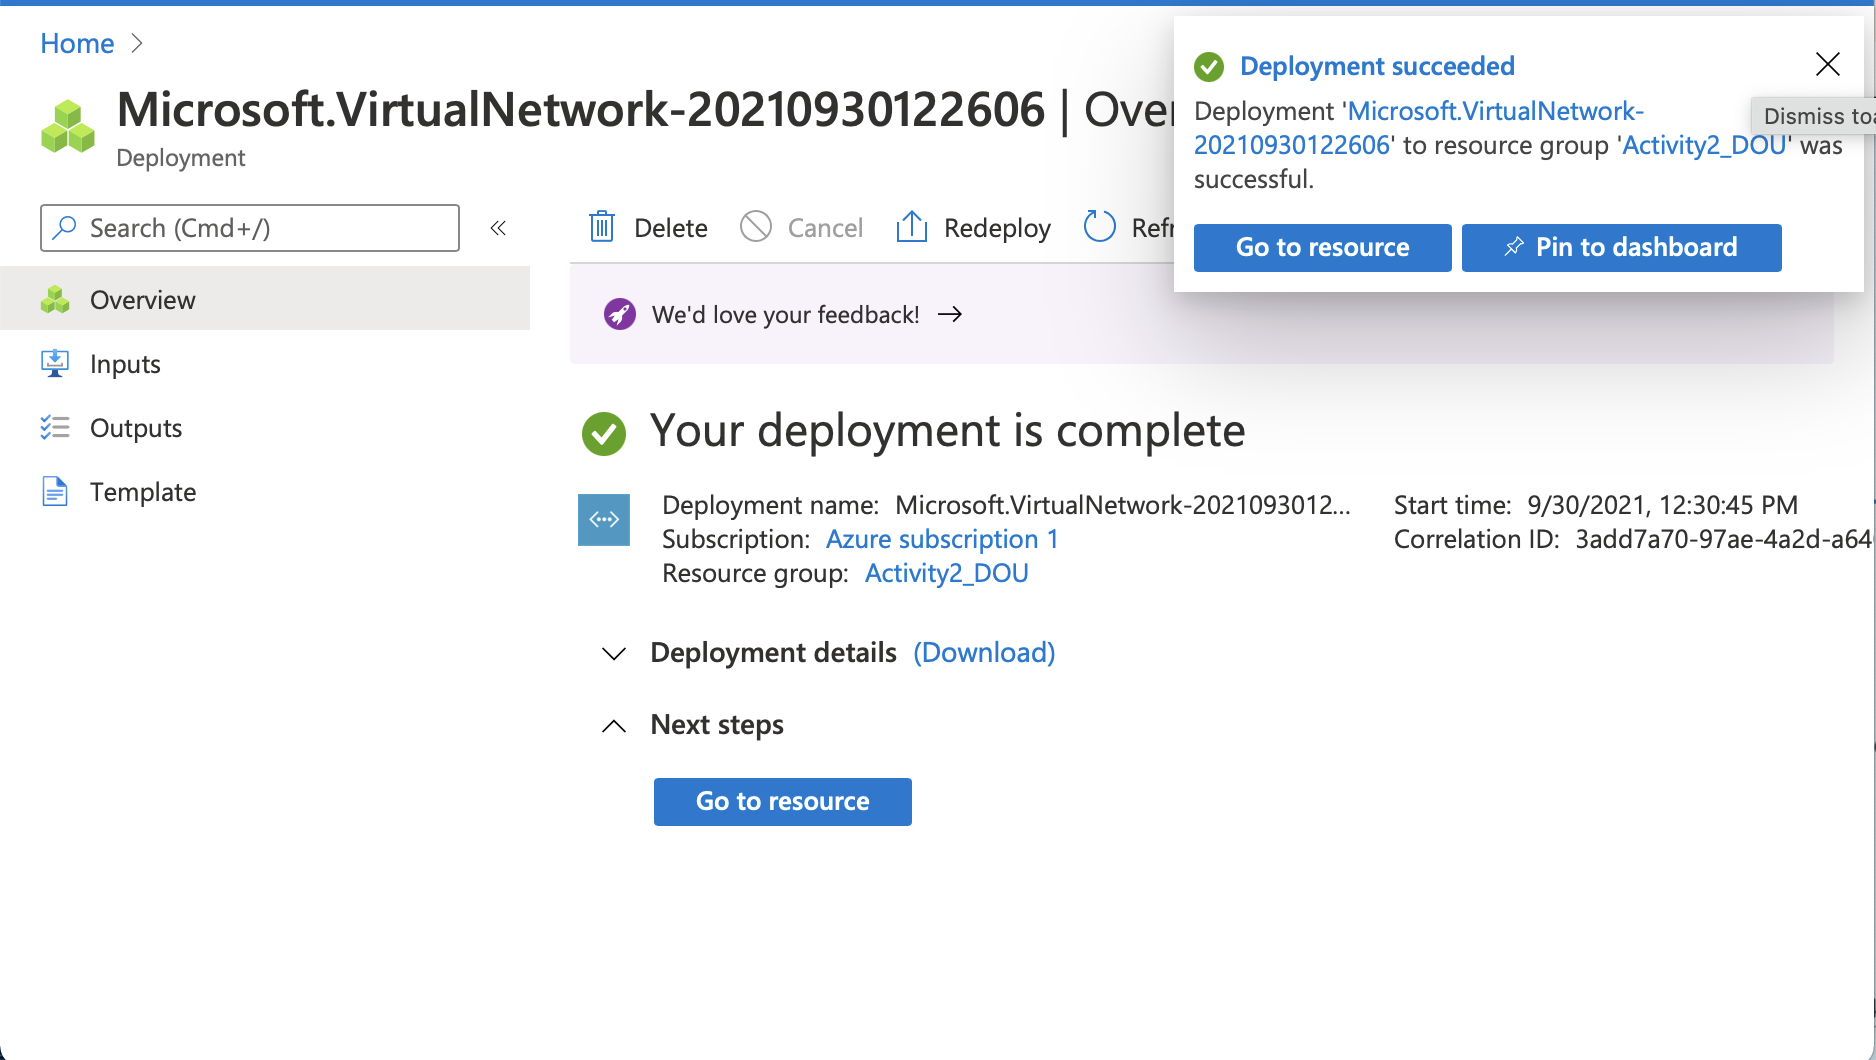 Home
Microsoft.VirtualNetwork-20210930122606 | Over
Deployment
Search (Cmd+/)
Overview
Inputs
Outputs
Template
Delete
Cancel
Redeploy
Refr
We'd love your feedback!
Your deployment is complete
Deployment name: Microsoft.VirtualNetwork-2021093012...
Subscription: Azure subscription 1
Resource group: Activity2_DOU
Start time: 9/30/2021, 12:30:45 PM
Correlation ID: 3add7a70-97ae-4a2d-a64
Deployment details (Download)
Next steps
Go to resource
Deployment succeeded
Deployment 'Microsoft.VirtualNetwork-
20210930122606' to resource group 'Activity2_DOU' was
successful.
Go to resource
Pin to dashboard
Dismiss toa